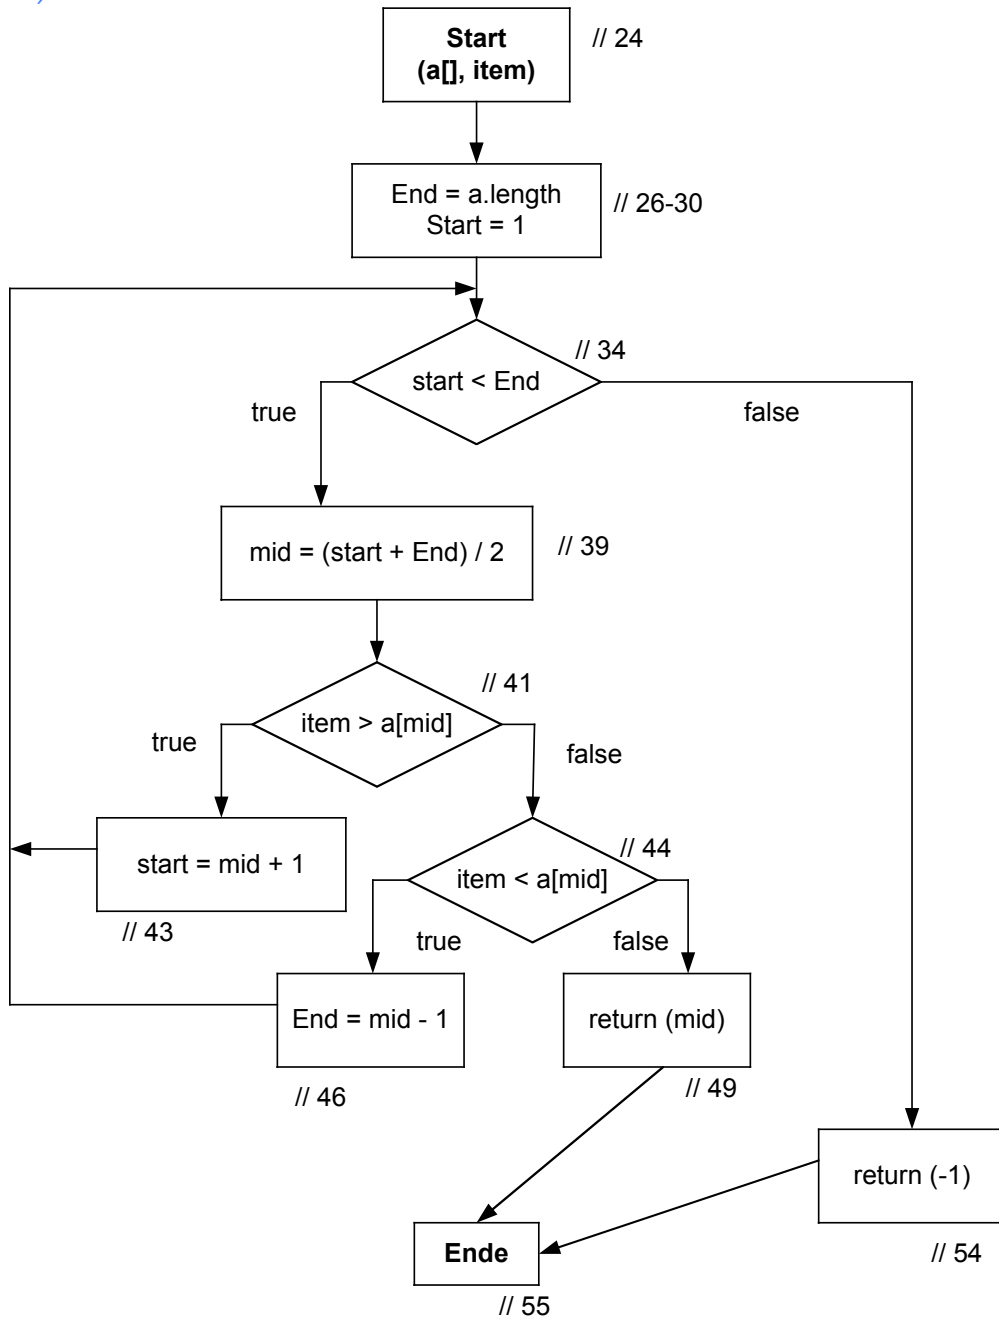 Start
(a[], item)
// 24
End = a.length
Start = 1
// 26-30
// 34
start < End
true
false
mid = (start + End) / 2
// 39
// 41
item > a[mid]
true
false
// 44
start = mid + 1
item < a[mid]
// 43
true
false
End = mid - 1
return (mid)
// 46
// 49
return (-1)
Ende
// 54
// 55